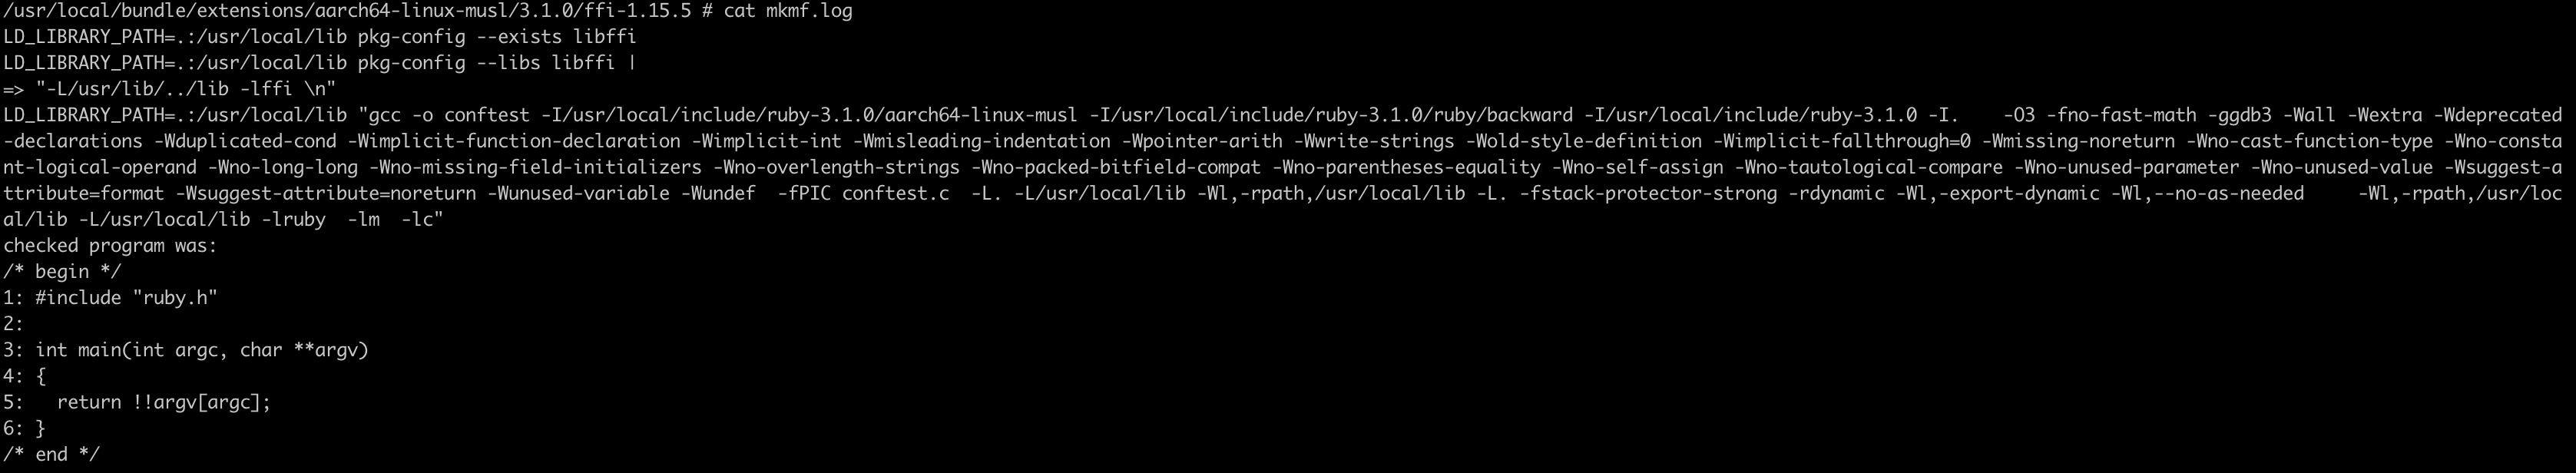 /usr/local/bundle/extensions/aarch64-linux-musl/3.1.0/ffi-1.15.5 # cat mkmf.log
LD_LIBRARY_PATH=.:/usr/local/lib pkg-config --exists libffi
LD_LIBRARY_PATH=.:/usr/local/lib pkg-config --libs libffi |
=> "-L/usr/lib/../lib -lffi \n"
LD_LIBRARY_PATH=.:/usr/local/lib "gcc -o conftest -I/usr/local/include/ruby-3.1.0/aarch64-linux-musl -I/usr/local/include/ruby-3.1.0/ruby/backward -I/usr/local/include/ruby-3.1.0 -I.    -O3 -fno-fast-math -ggdb3 -Wall -Wextra -Wdeprecated
-declarations -Wduplicated-cond -Wimplicit-function-declaration -Wimplicit-int -Wmisleading-indentation -Wpointer-arith -Wwrite-strings -Wold-style-definition -Wimplicit-fallthrough=0 -Wmissing-noreturn -Wno-cast-function-type -Wno-consta
nt-logical-operand -Wno-long-long -Wno-missing-field-initializers -Wno-overlength-strings -Wno-packed-bitfield-compat -Wno-parentheses-equality -Wno-self-assign -Wno-tautological-compare -Wno-unused-parameter -Wno-unused-value -Wsuggest-a
ttribute=format -Wsuggest-attribute=noreturn -Wunused-variable -Wundef  -fPIC conftest.c  -L. -L/usr/local/lib -Wl,-rpath,/usr/local/lib -L. -fstack-protector-strong -rdynamic -Wl,-export-dynamic -Wl,--no-as-needed     -Wl,-rpath,/usr/loc
al/lib -L/usr/local/lib -lruby  -lm  -lc"
checked program was:
/* begin */
1: #include "ruby.h"
2:
3: int main(int argc, char **argv)
4: {
5:   return !!argv[argc];
6: }
/* end */